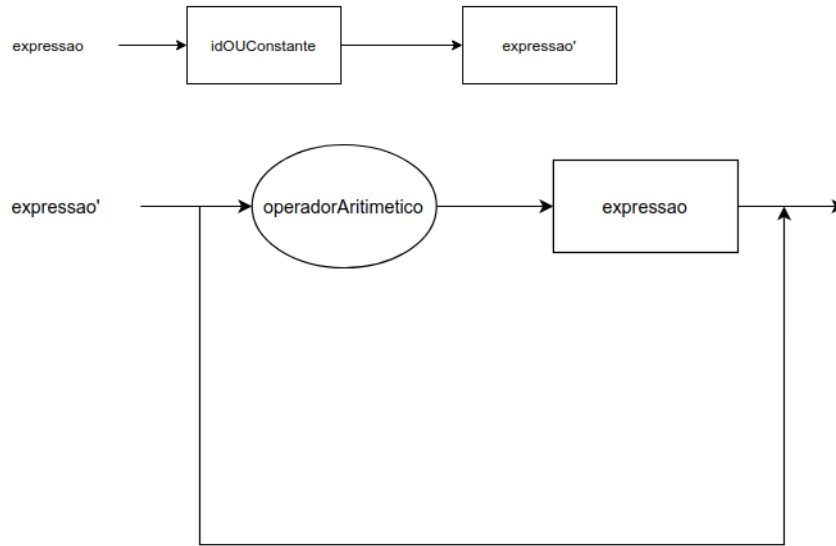 expressao
idOUConstante
expressao'
expressao'
operadorAritimetico
expressao